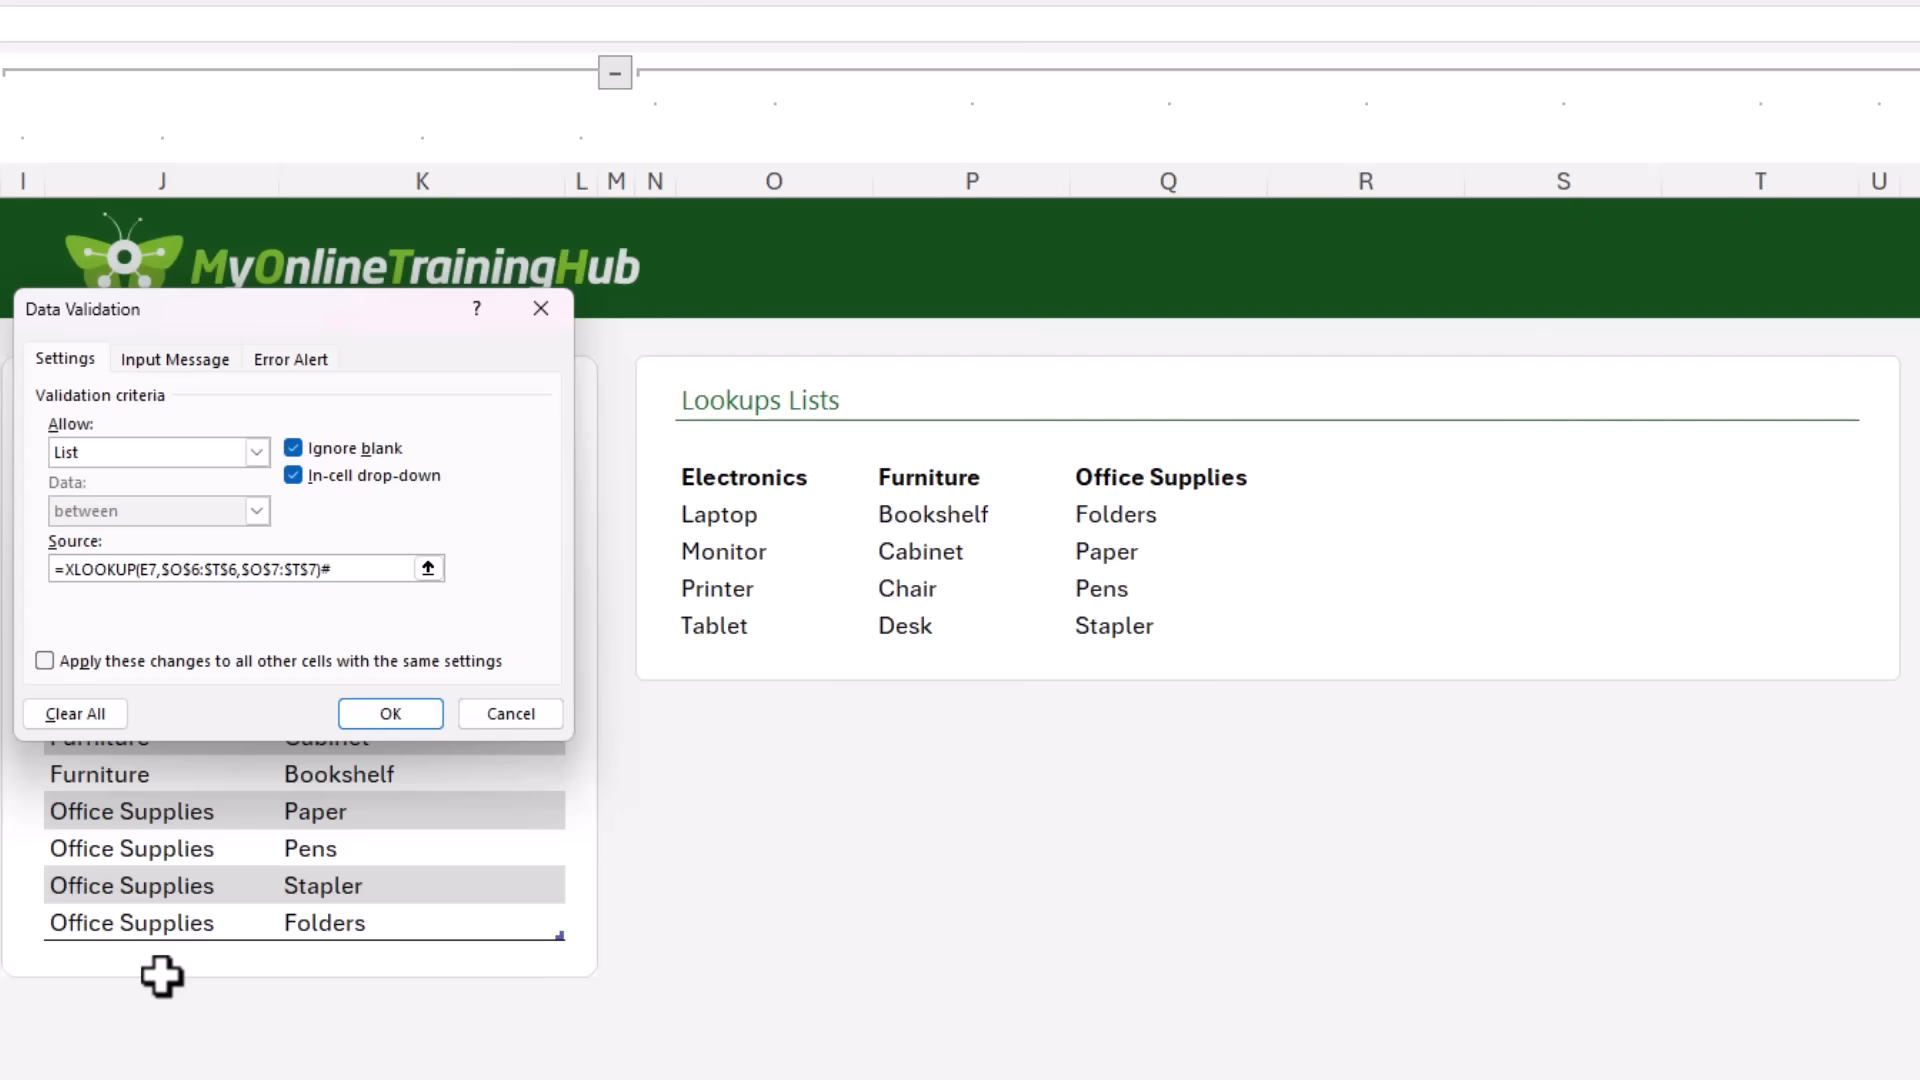 I J K L M N O P Q R S T U
MyOnlineTrainingHub
Data Validation
Settings Input Message Error Alert
Validation criteria
Allow:
List
Ignore blank
In-cell drop-down
Data:
between
Source:
=XLOOKUP(E7,$O$6:$T$6,$O$7:$T$7)#
Apply these changes to all other cells with the same settings
Clear All OK Cancel
Furniture Cabinet
Furniture Bookshelf
Office Supplies Paper
Office Supplies Pens
Office Supplies Stapler
Office Supplies Folders
Lookups Lists
Electronics Furniture Office Supplies
Laptop Bookshelf Folders
Monitor Cabinet Paper
Printer Chair Pens
Tablet Desk Stapler